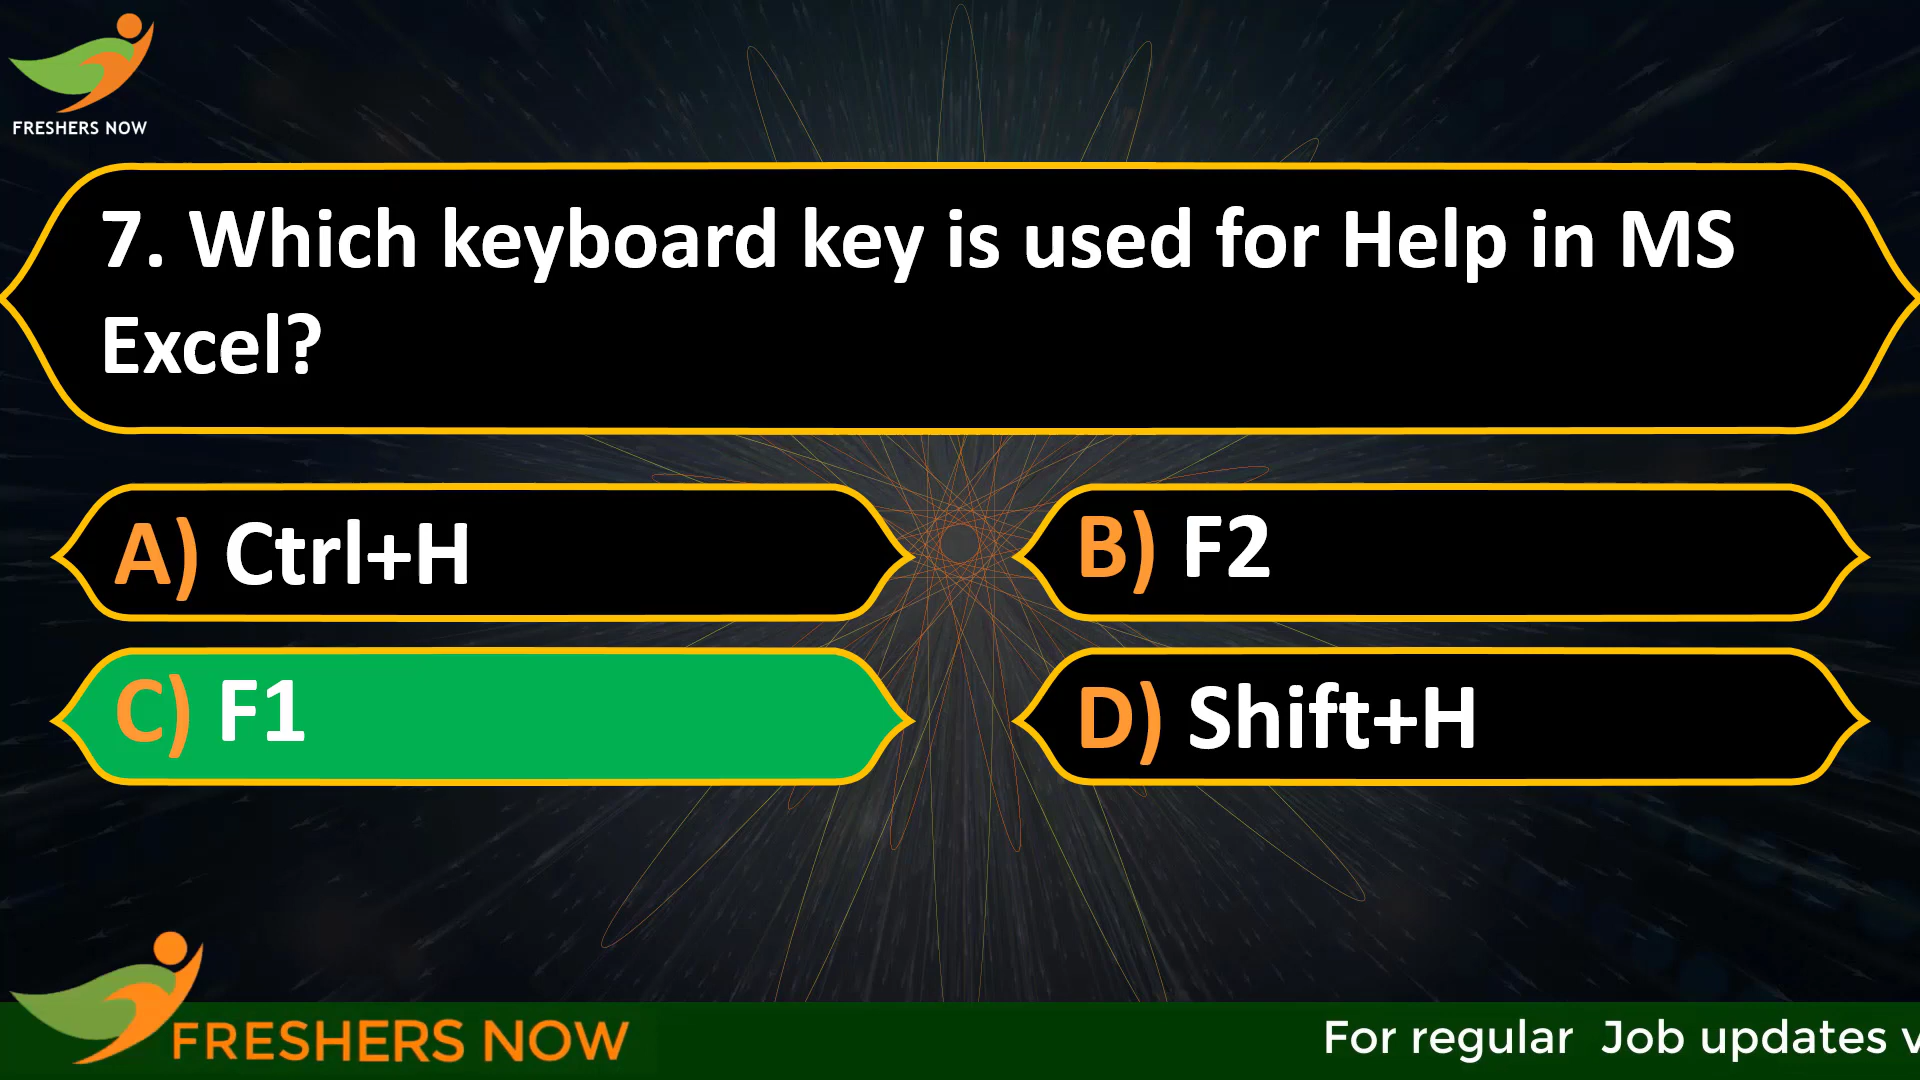 FRESHERS NOW
7. Which keyboard key is used for Help in MS
Excel?
A) Ctrl+H
B) F2
C) F1
D) Shift+H
FRESHERS NOW
For regular Job updates v